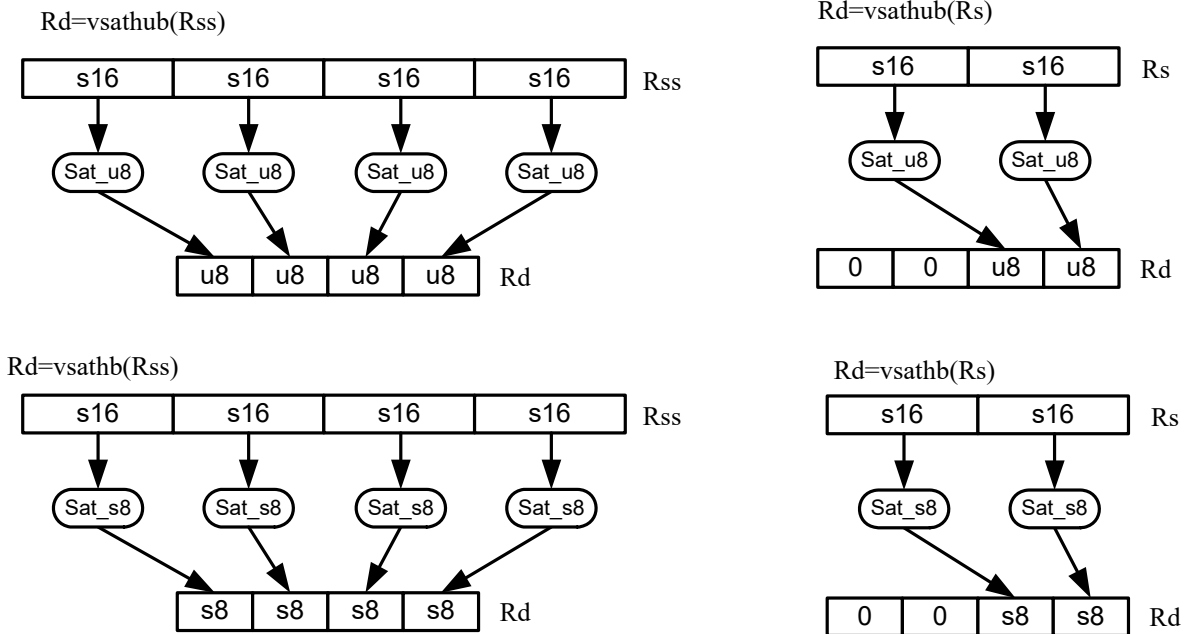 Rd=vsathub(Rss)
s16 s16 s16 s16 Rss
Sat_u8 Sat_u8 Sat_u8 Sat_u8
u8 u8 u8 u8 Rd
Rd=vsathub(Rs)
s16 s16 Rs
Sat_u8 Sat_u8
0 0 u8 u8 Rd
Rd=vsathb(Rss)
s16 s16 s16 s16 Rss
Sat_s8 Sat_s8 Sat_s8 Sat_s8
s8 s8 s8 s8 Rd
Rd=vsathb(Rs)
s16 s16 Rs
Sat_s8 Sat_s8
0 0 s8 s8 Rd